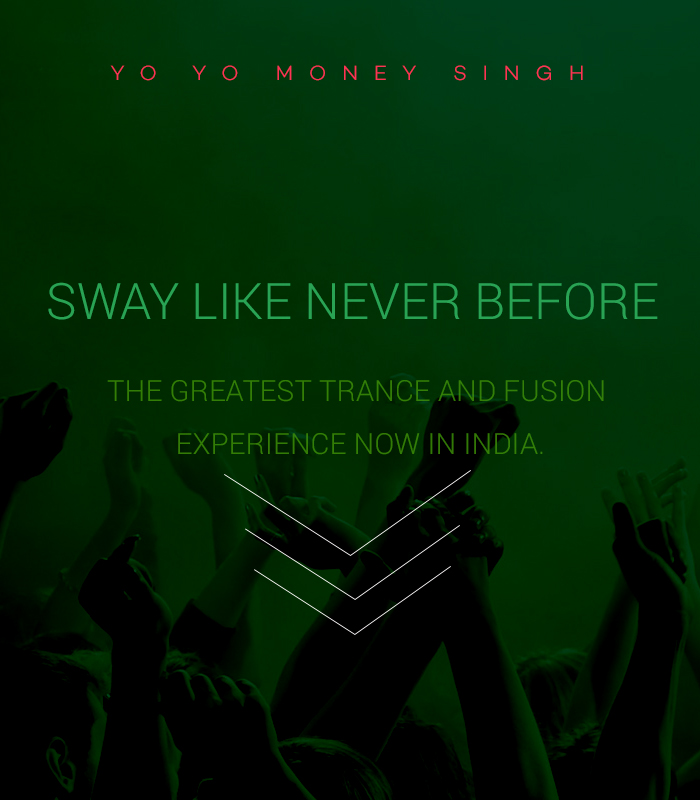 YO YO MONEY SINGH
SWAY LIKE NEVER BEFORE
THE GREATEST TRANCE AND FUSION
EXPERIENCE NOW IN INDIA.